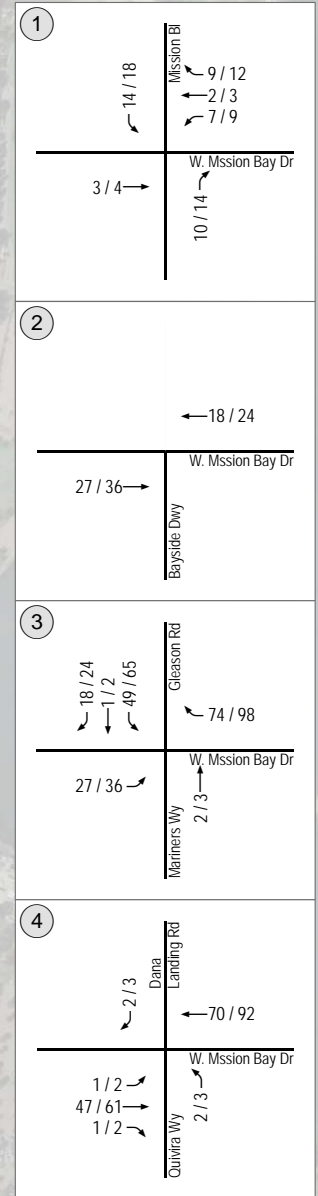 1
Mission Bl
14 / 18
9 / 12
2 / 3
7 / 9
W. Mssion Bay Dr
3 / 4
10 / 14
2
18 / 24
W. Mssion Bay Dr
27 / 36
Bayside Dwy
3
Gleason Rd
18 / 24
1 / 2
49 / 65
74 / 98
W. Mssion Bay Dr
27 / 36
Mariners Wy
2 / 3
4
Dana
Landing Rd
2 / 3
70 / 92
W. Mssion Bay Dr
1 / 2
47 / 61
1 / 2
Quivira Wy
2 / 3